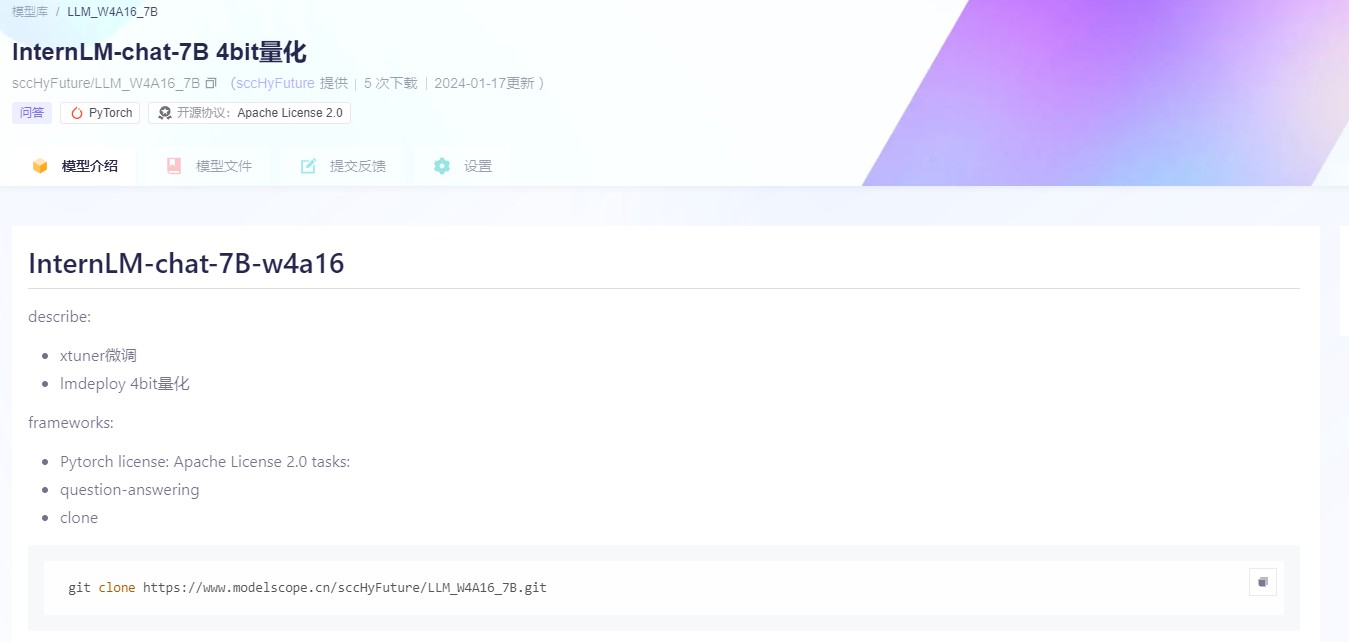 模型库 / LLM_W4A16_7B
InternLM-chat-7B 4bit量化
sccHyFuture/LLM_W4A16_7B （sccHyFuture 提供 | 5 次下载 | 2024-01-17更新 ）
问答 PyTorch 开源协议: Apache License 2.0
模型介绍 模型文件 提交反馈 设置
InternLM-chat-7B-w4a16
describe:
• xtuner微调
• lmdeploy 4bit量化
frameworks:
• Pytorch license: Apache License 2.0 tasks:
• question-answering
• clone
git clone https://www.modelscope.cn/sccHyFuture/LLM_W4A16_7B.git